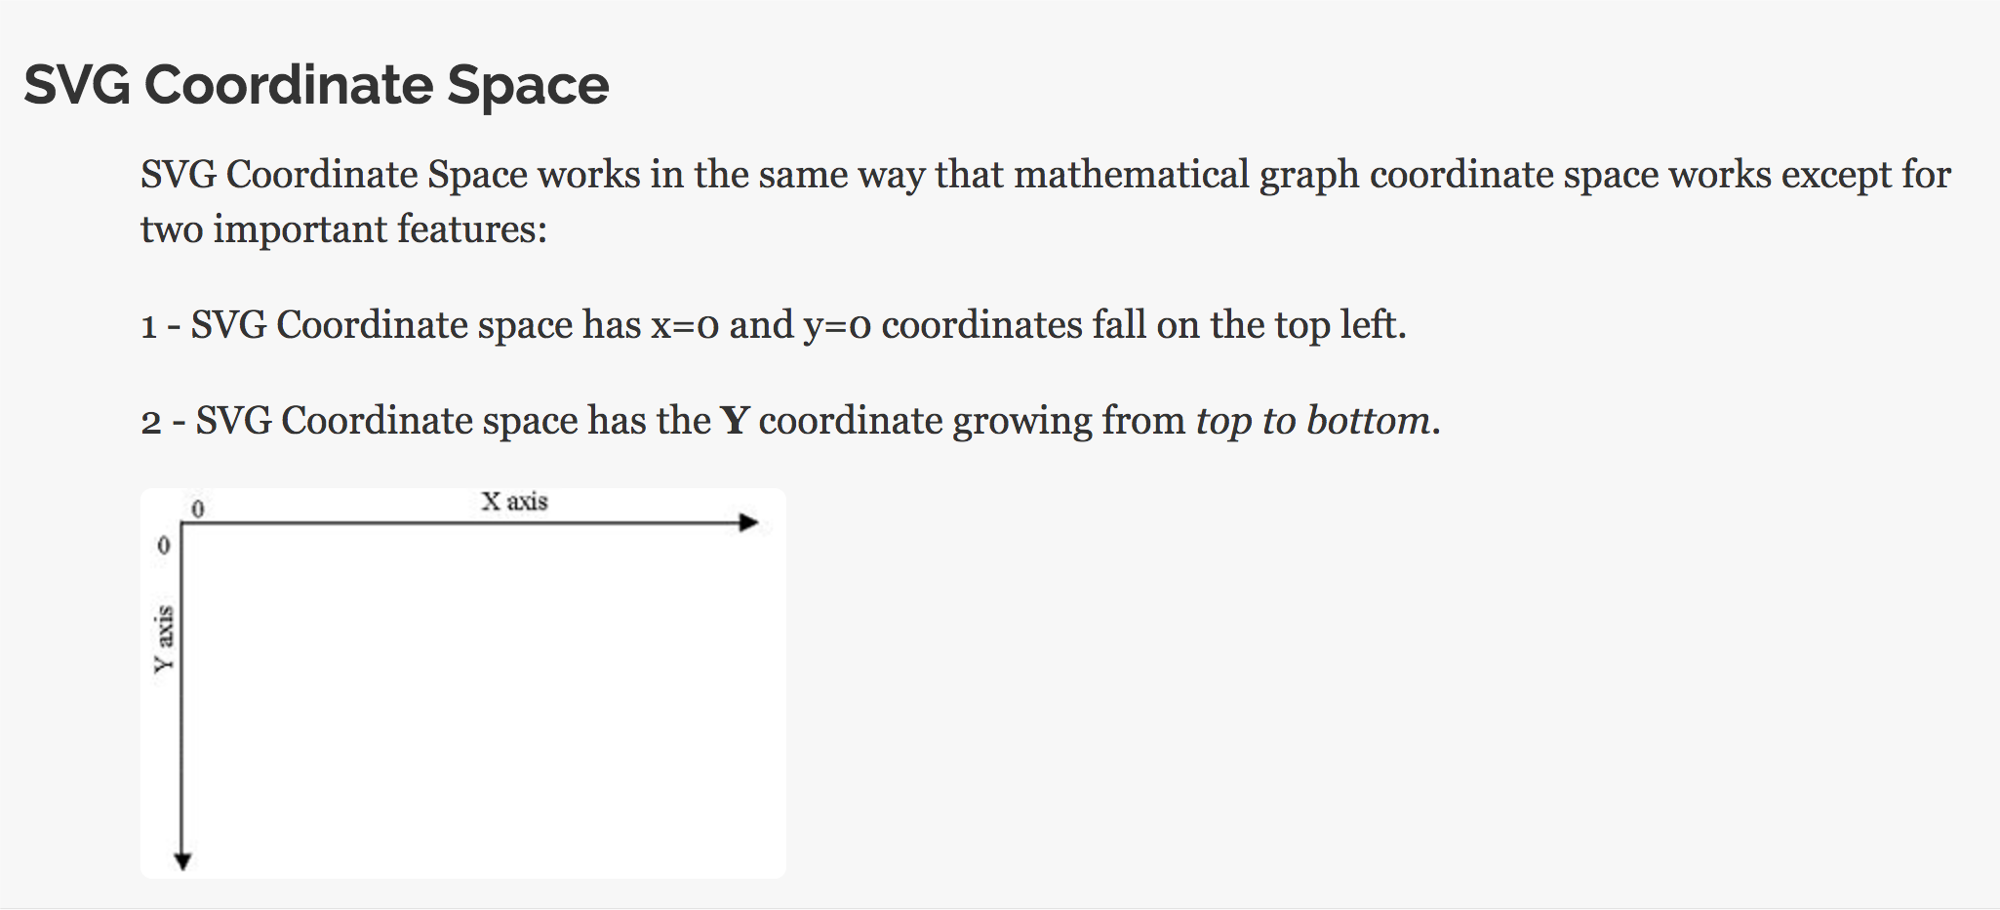 SVG Coordinate Space
SVG Coordinate Space works in the same way that mathematical graph coordinate space works except for
two important features:
1 - SVG Coordinate space has x=0 and y=0 coordinates fall on the top left.
2 - SVG Coordinate space has the Y coordinate growing from top to bottom.
0
X axis
0
Y axis